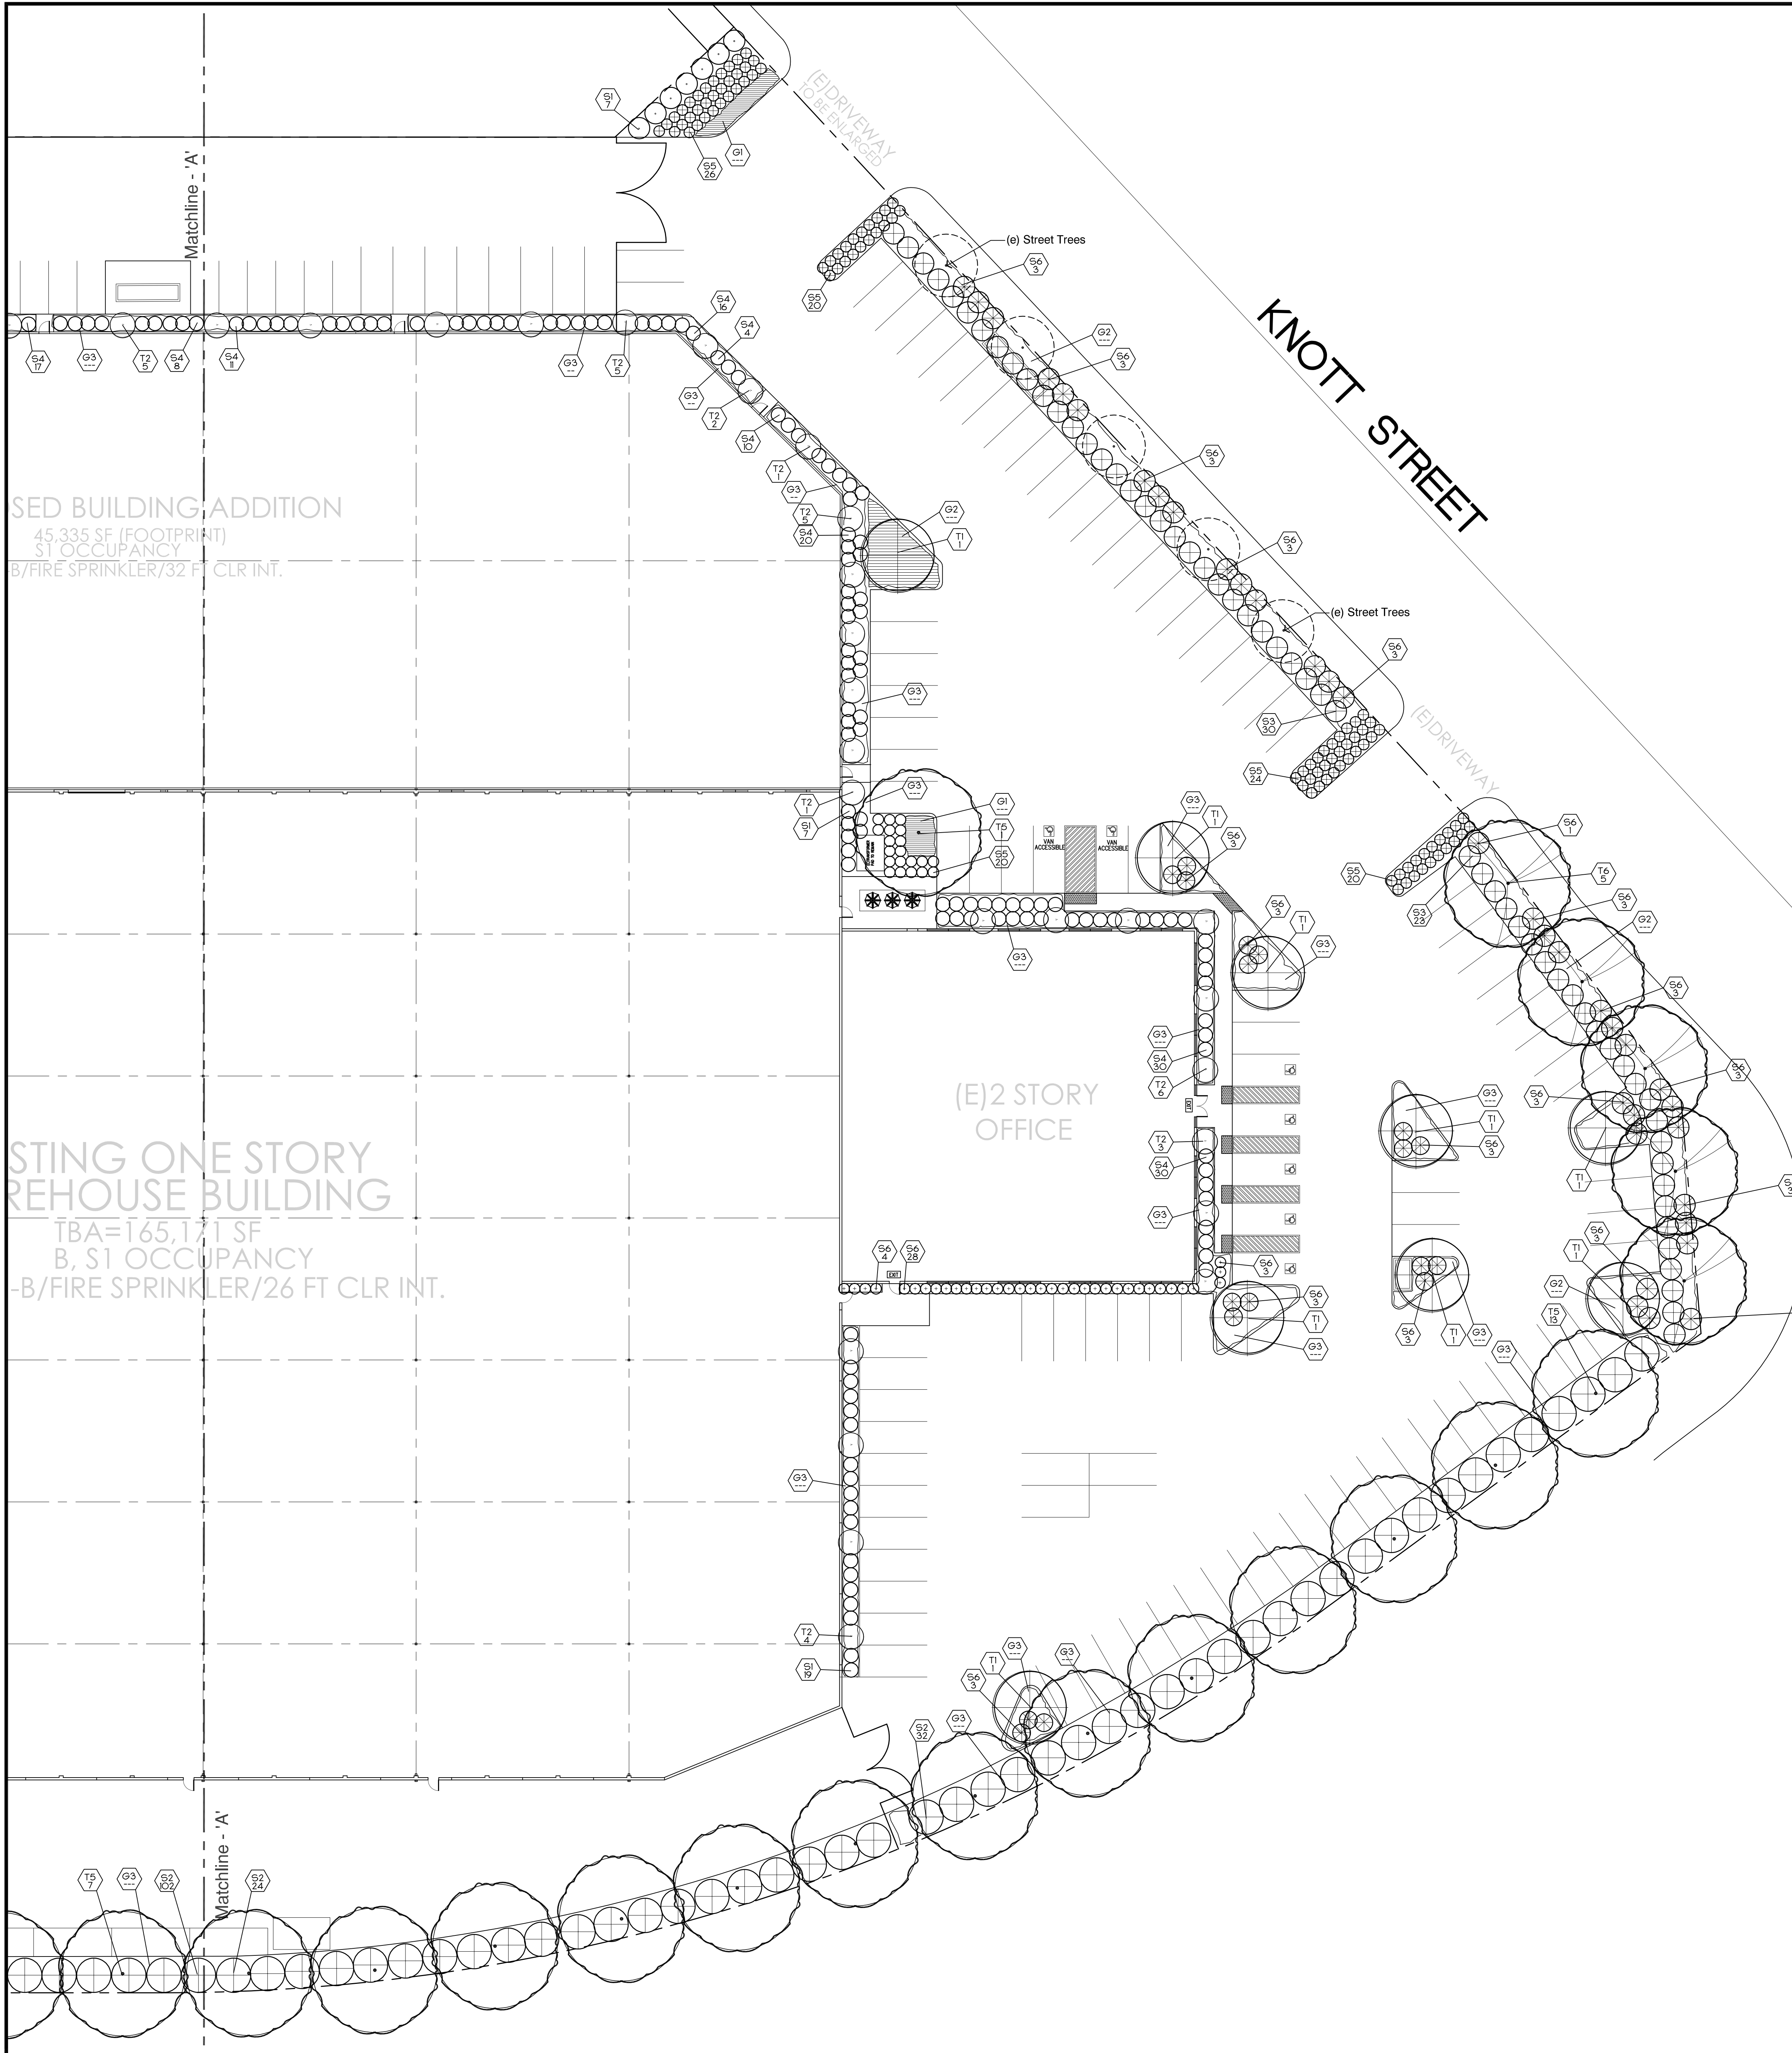 (E)DRIVEWAY
TO BE ENLARGED
S1
7
G1
---
S5
26
Matchline - 'A'
(e) Street Trees
S6
3
S5
20
KNOTT STREET
S4
17
G3
---
T2
5
S4
8
S4
11
G3
--
T2
5
S4
16
S4
4
G3
--
T2
2
S4
10
T2
1
G3
--
G2
---
S6
3
S6
3
S6
3
T2
5
S4
20
G2
---
T1
1
SED BUILDING ADDITION
45,335 SF (FOOTPRINT)
S1 OCCUPANCY
-B/FIRE SPRINKLER/32 FT CLR INT.
(e) Street Trees
S6
3
G3
---
S3
30
S5
24
(E)DRIVEWAY
T2
1
S1
7
G3
---
G1
---
T5
1
S5
20
VAN
ACCESSIBLE
VAN
ACCESSIBLE
G3
---
T1
1
S6
3
S6
1
S5
20
T6
5
S3
23
S6
3
G2
---
S6
3
T1
1
G3
---
G3
---
S6
3
G3
---
S4
30
T2
6
EXIT
(E)2 STORY
OFFICE
T2
3
S4
30
G3
---
S6
3
S6
3
G3
---
T1
1
S6
3
T1
1
S6
3
STING ONE STORY
REHOUSE BUILDING
TBA=165,171 SF
B, S1 OCCUPANCY
-B/FIRE SPRINKLER/26 FT CLR INT.
S6
4
S6
28
EXIT
S6
3
S6
3
T1
1
G3
---
S6
3
T1
1
G2
---
T5
13
S6
3
T1
1
G3
---
G3
---
G3
---
T2
4
S1
19
G3
---
T1
1
S6
3
G3
---
S2
32
G3
---
Matchline - 'A'
T5
7
G3
---
S2
102
S2
24